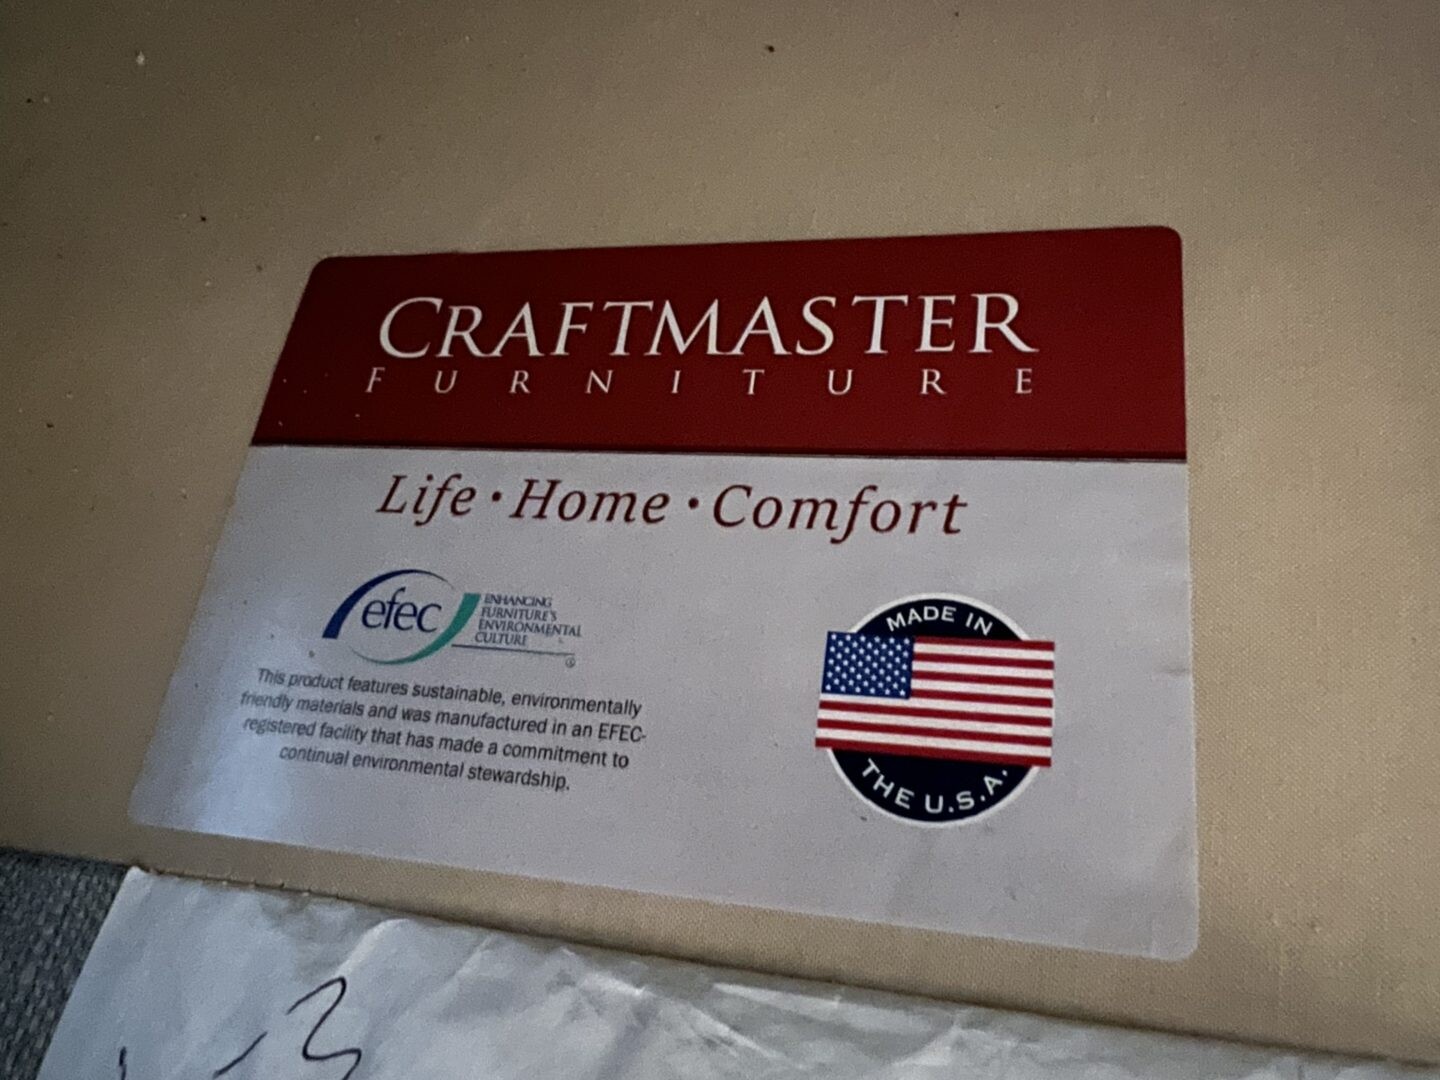 CRAFTMASTER
FURNITURE
Life · Home · Comfort
efec
ENHANCING
FURNITURE'S
ENVIRONMENTAL
CULTURE
This product features sustainable, environmentally
friendly materials and was manufactured in an EFEC-
registered facility that has made a commitment to
continual environmental stewardship.
MADE IN
THE U.S.A.